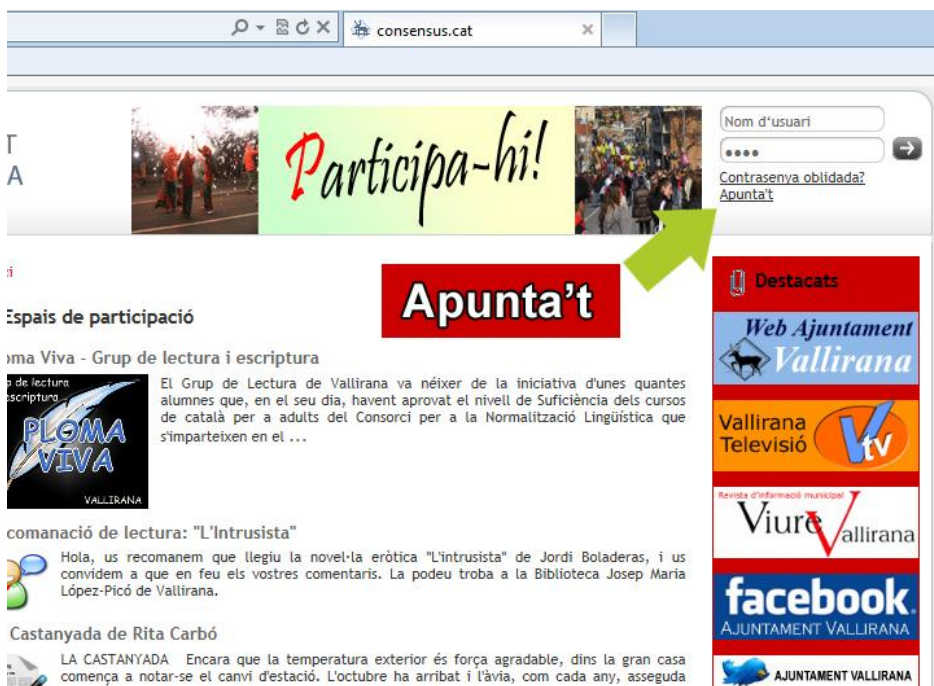 consensus.cat
T
A
Participa-hi!
Nom d'usuari
Contrasenya oblidada?
Apunta't
Apunta't
Destacats
Espais de participació
oma Viva - Grup de lectura i escriptura
p de lectura
escriptura
PLOMA
VIVA
VALLIRANA
El Grup de Lectura de Vallirana va néixer de la iniciativa d'unes quantes
alumnes que, en el seu dia, havent aprovat el nivell de Suficiència dels cursos
de català per a adults del Consorci per a la Normalització Lingüística que
s'imparteixen en el ...
comanació de lectura: "L'Intrusista"
Hola, us recomanem que llegiu la novel·la eròtica "L'intrusista" de Jordi Boladeras, i us
convidem a que en feu els vostres comentaris. La podeu troba a la Biblioteca Josep Maria
López-Picó de Vallirana.
Castanyada de Rita Carbó
LA CASTANYADA Encara que la temperatura exterior és força agradable, dins la gran casa
comença a notar-se el canvi d'estació. L'octubre ha arribat i l'àvia, com cada any, asseguda
Web Ajuntament
Vallirana
Vallirana
Televisió
Vtv
Revista d'informació municipal
Viure
Vallirana
facebook
AJUNTAMENT VALLIRANA
AJUNTAMENT VALLIRANA